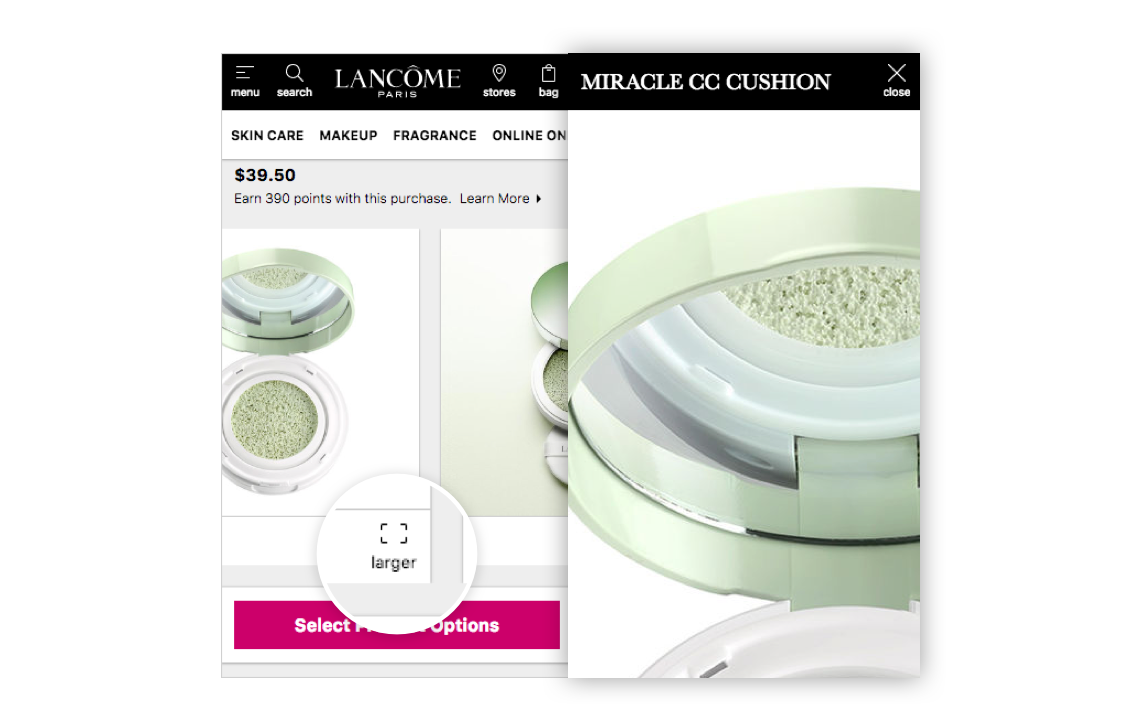 menu
search
LANCÔME
PARIS
stores
bag
MIRACLE CC CUSHION
close
SKIN CARE MAKEUP FRAGRANCE ONLINE ON
$39.50
Earn 390 points with this purchase. Learn More
larger
Select Options